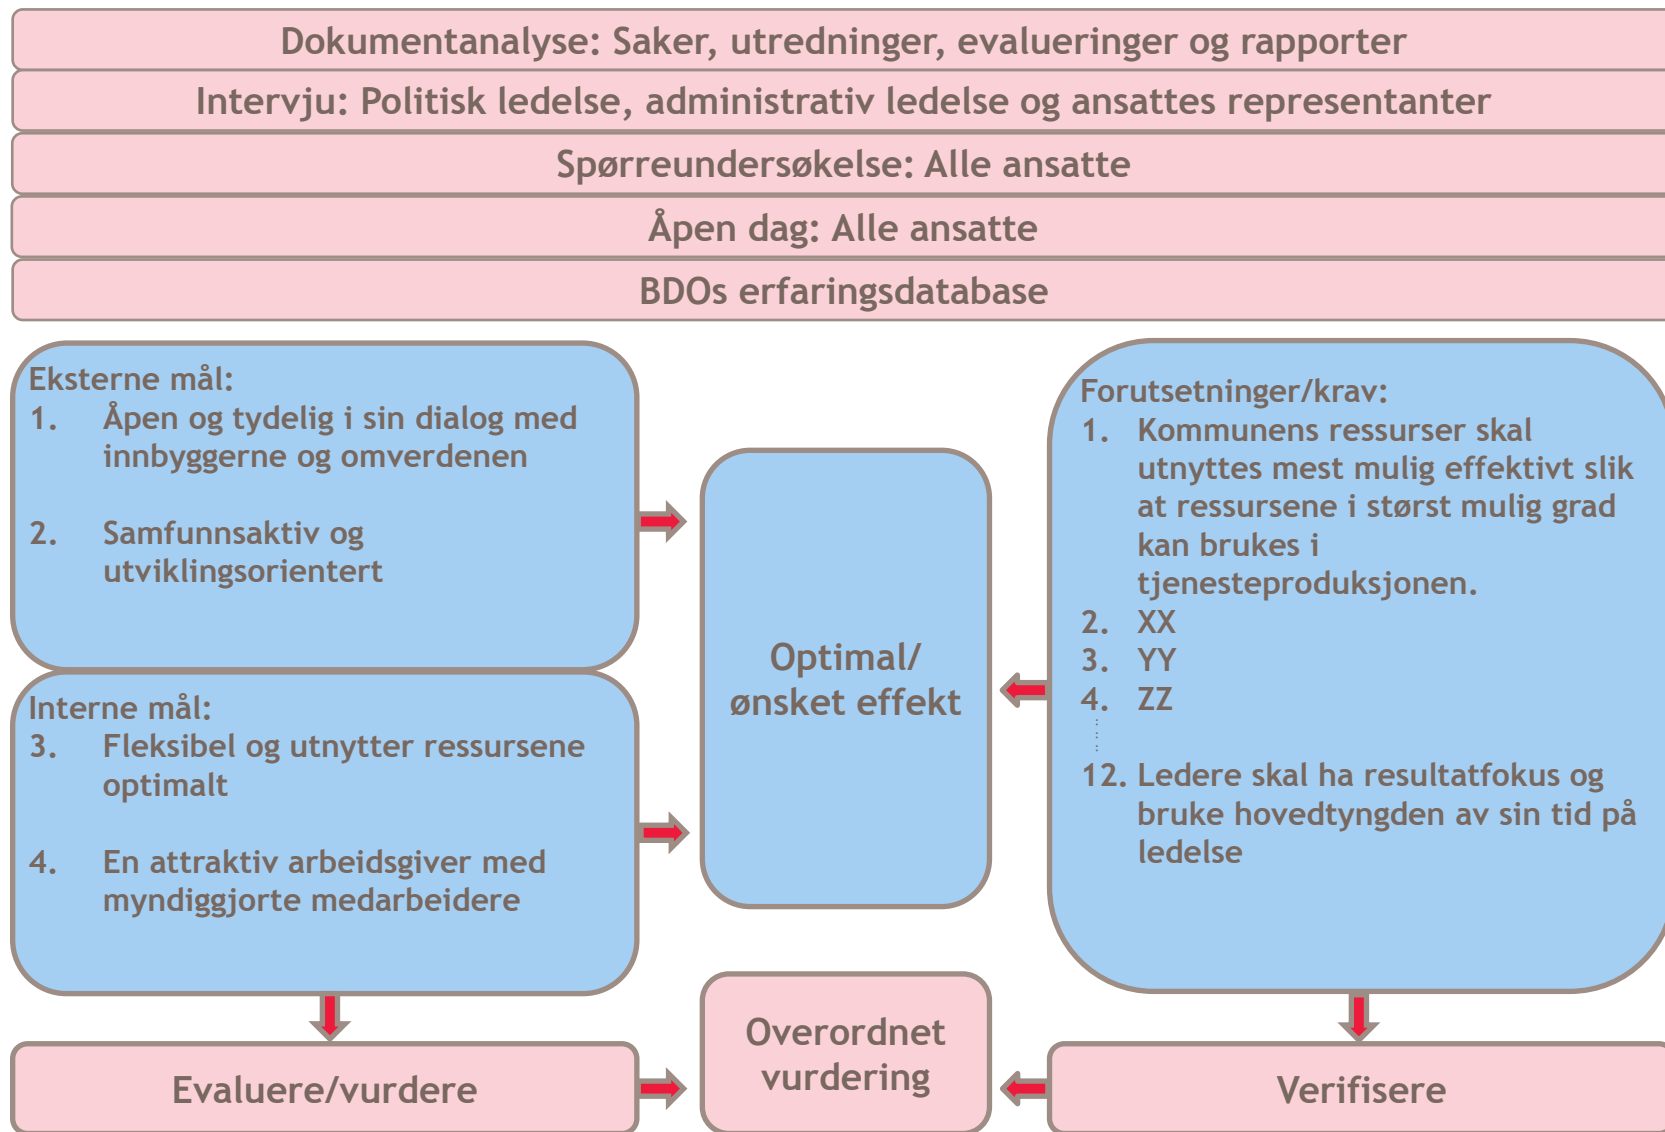 Dokumentanalyse: Saker, utredninger, evalueringer og rapporter
Intervju: Politisk ledelse, administrativ ledelse og ansattes representanter
Spørreundersøkelse: Alle ansatte
Åpen dag: Alle ansatte
BDOs erfaringsdatabase
Eksterne mål:
1. Åpen og tydelig i sin dialog med
innbyggerne og omverdenen
2. Samfunnsaktiv og
utviklingsorientert
Interne mål:
3. Fleksibel og utnytter ressursene
optimalt
4. En attraktiv arbeidsgiver med
myndiggjorte medarbeidere
Optimal/
ønsket effekt
Forutsetninger/krav:
1. Kommunens ressurser skal
utnyttes mest mulig effektivt slik
at ressursene i størst mulig grad
kan brukes i
tjenesteproduksjonen.
2. XX
3. YY
4. ZZ
12. Ledere skal ha resultatfokus og
bruke hovedtyngden av sin tid på
ledelse
Evaluere/vurdere
Overordnet
vurdering
Verifisere